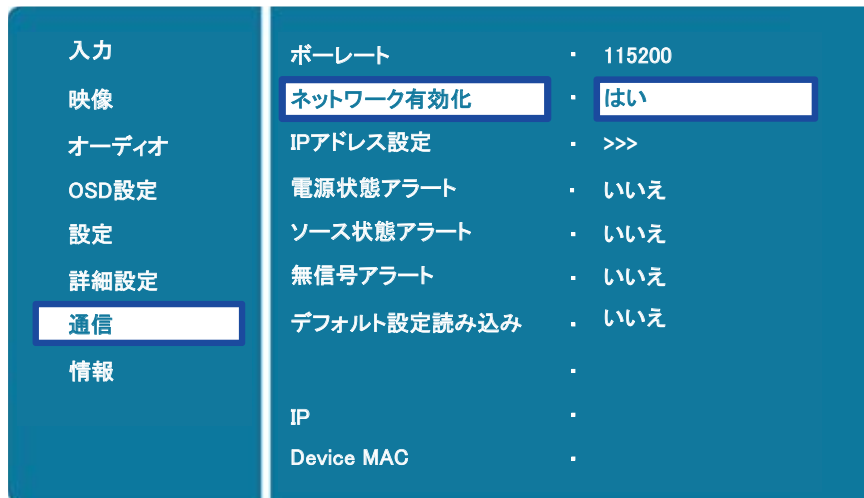 入力
映像
オーディオ
OSD設定
設定
詳細設定
通信
情報
ボーレート ・ 115200
ネットワーク有効化 ・ はい
IPアドレス設定 ・ >>>
電源状態アラート ・ いいえ
ソース状態アラート ・ いいえ
無信号アラート ・ いいえ
デフォルト設定読み込み ・ いいえ
・
IP ・
Device MAC ・